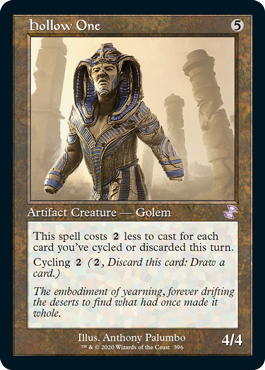 Hollow One 5
Artifact Creature — Golem
This spell costs 2 less to cast for each
card you've cycled or discarded this turn.
Cycling 2 (2, Discard this card: Draw a
card.)
The embodiment of yearning, forever drifting
the deserts to find what had once made it
whole.
Illus. Anthony Palumbo
4/4
™ & © 2020 Wizards of the Coast 396